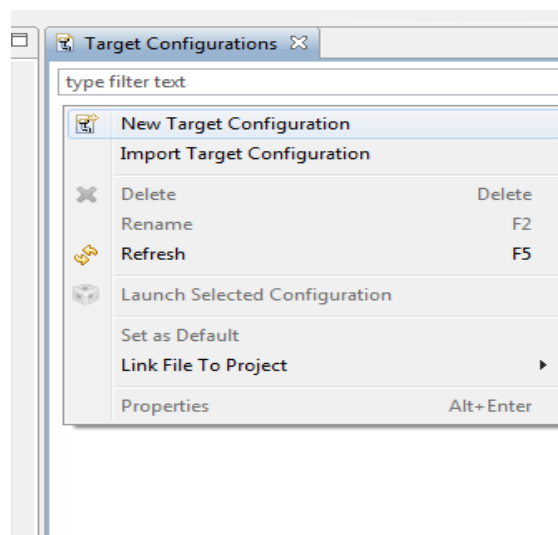 Target Configurations
type filter text
New Target Configuration
Import Target Configuration
Delete Delete
Rename F2
Refresh F5
Launch Selected Configuration
Set as Default
Link File To Project
Properties Alt+Enter